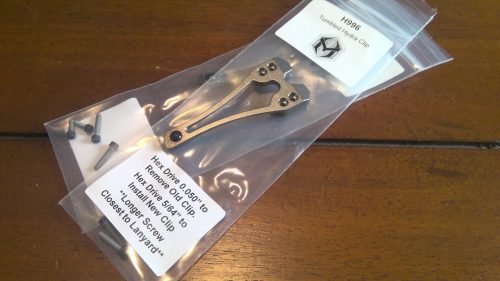 H996
Tumbled Hydra Clip
Hex Drive 0.050" to
Remove Old Clip.
Hex Drive 5/64" to
Install New Clip
**Longer Screw
Closest to Lanyard**